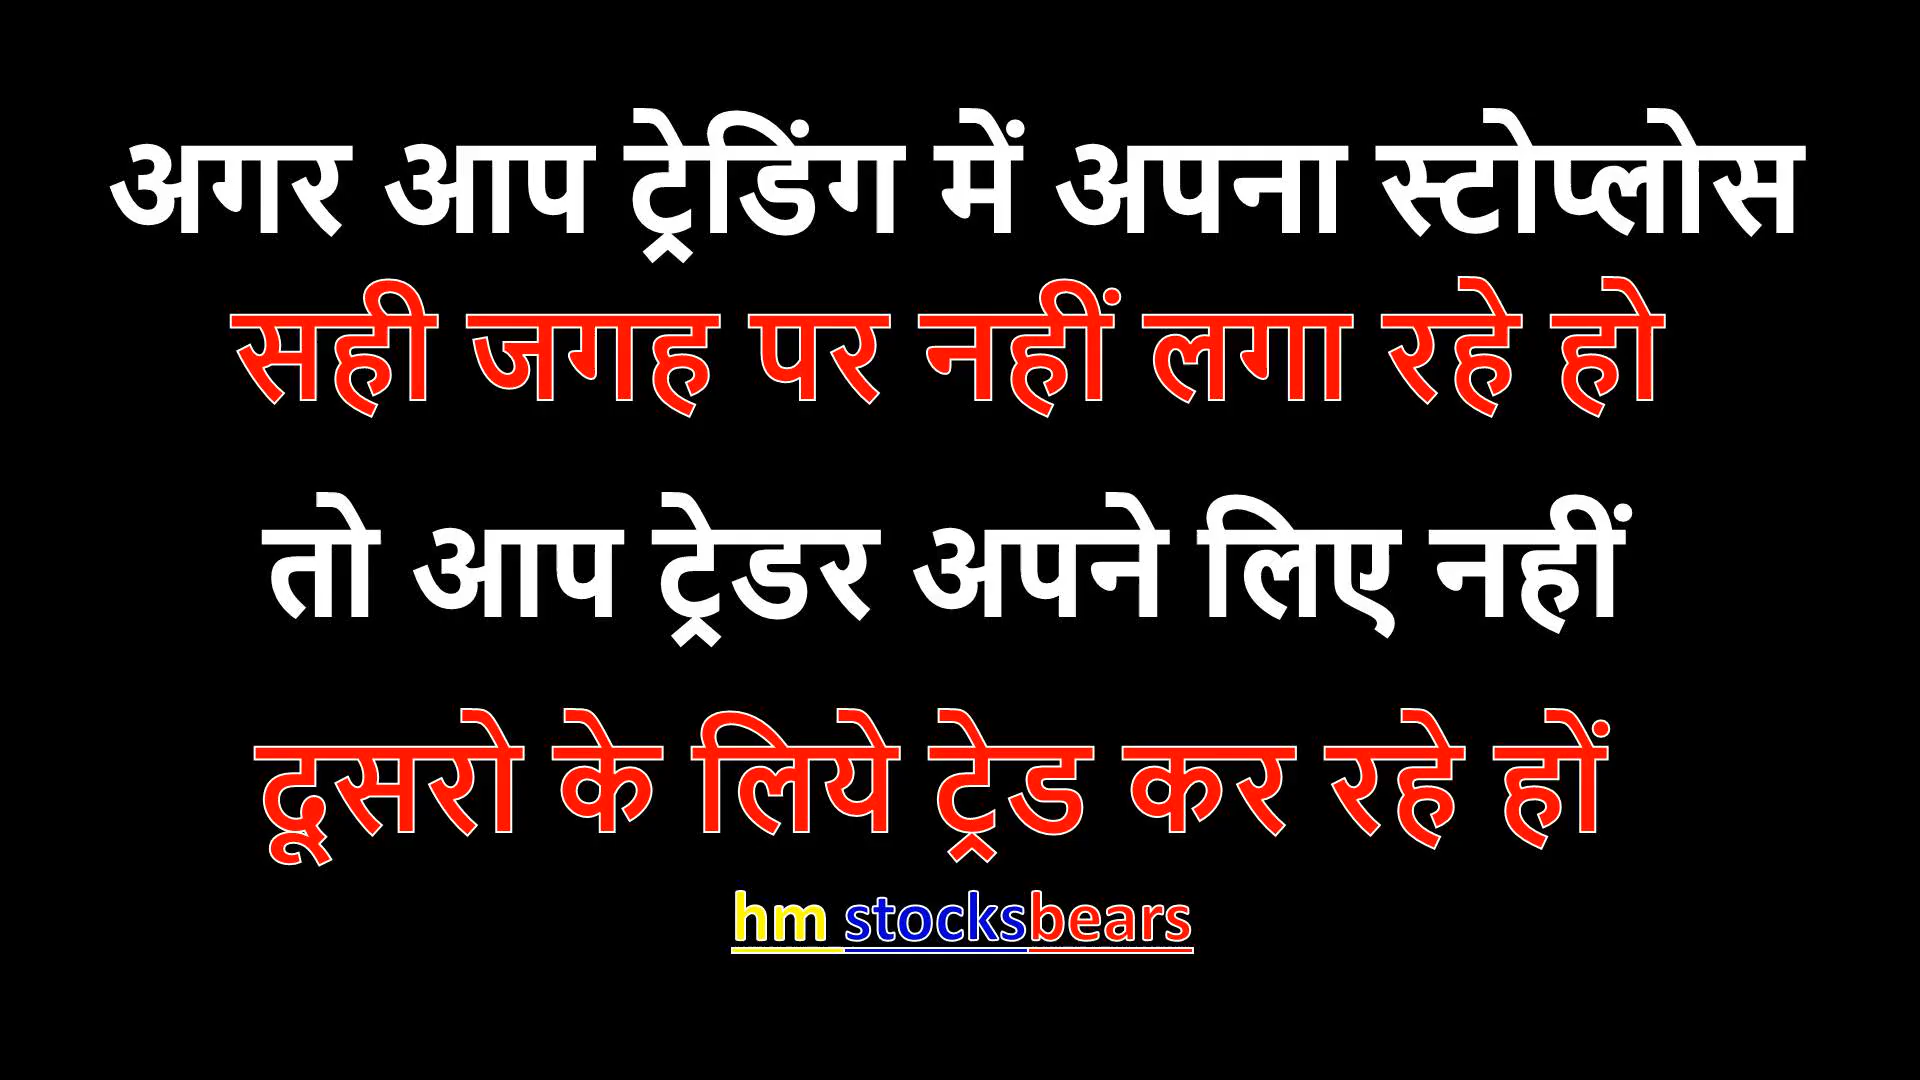 अगर आप ट्रेडिंग में अपना स्टोप्लोस
सही जगह पर नहीं लगा रहे हो
तो आप ट्रेडर अपने लिए नहीं
दूसरो के लिये ट्रेड कर रहे हों
hm stocksbears